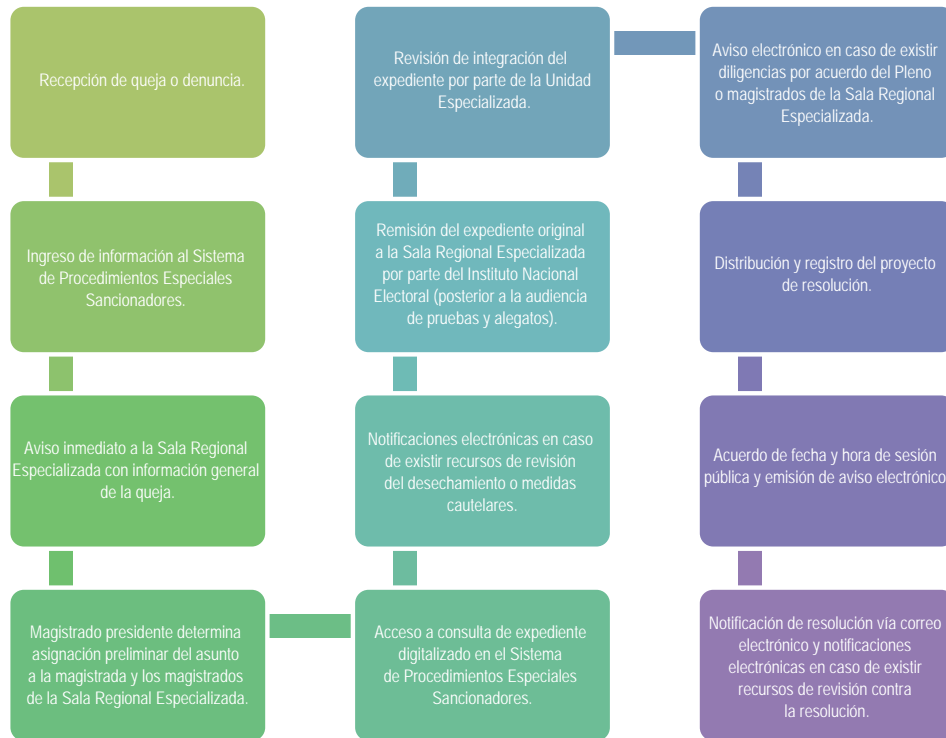 Recepción de queja o denuncia.
Ingreso de información al Sistema
de Procedimientos Especiales
Sancionadores.
Aviso inmediato a la Sala Regional
Especializada con información general
de la queja.
Magistrado presidente determina
asignación preliminar del asunto
a la magistrada y los magistrados
de la Sala Regional Especializada.
Acceso a consulta de expediente
digitalizado en el Sistema
de Procedimientos Especiales
Sancionadores.
Notificaciones electrónicas en caso
de existir recursos de revisión
del desechamiento o medidas
cautelares.
Remisión del expediente original
a la Sala Regional Especializada
por parte del Instituto Nacional
Electoral (posterior a la audiencia
de pruebas y alegatos).
Revisión de integración del
expediente por parte de la Unidad
Especializada.
Aviso electrónico en caso de existir
diligencias por acuerdo del Pleno
o magistrados de la Sala Regional
Especializada.
Distribución y registro del proyecto
de resolución.
Acuerdo de fecha y hora de sesión
pública y emisión de aviso electrónico
Notificación de resolución vía correo
electrónico y notificaciones
electrónicas en caso de existir
recursos de revisión contra
la resolución.